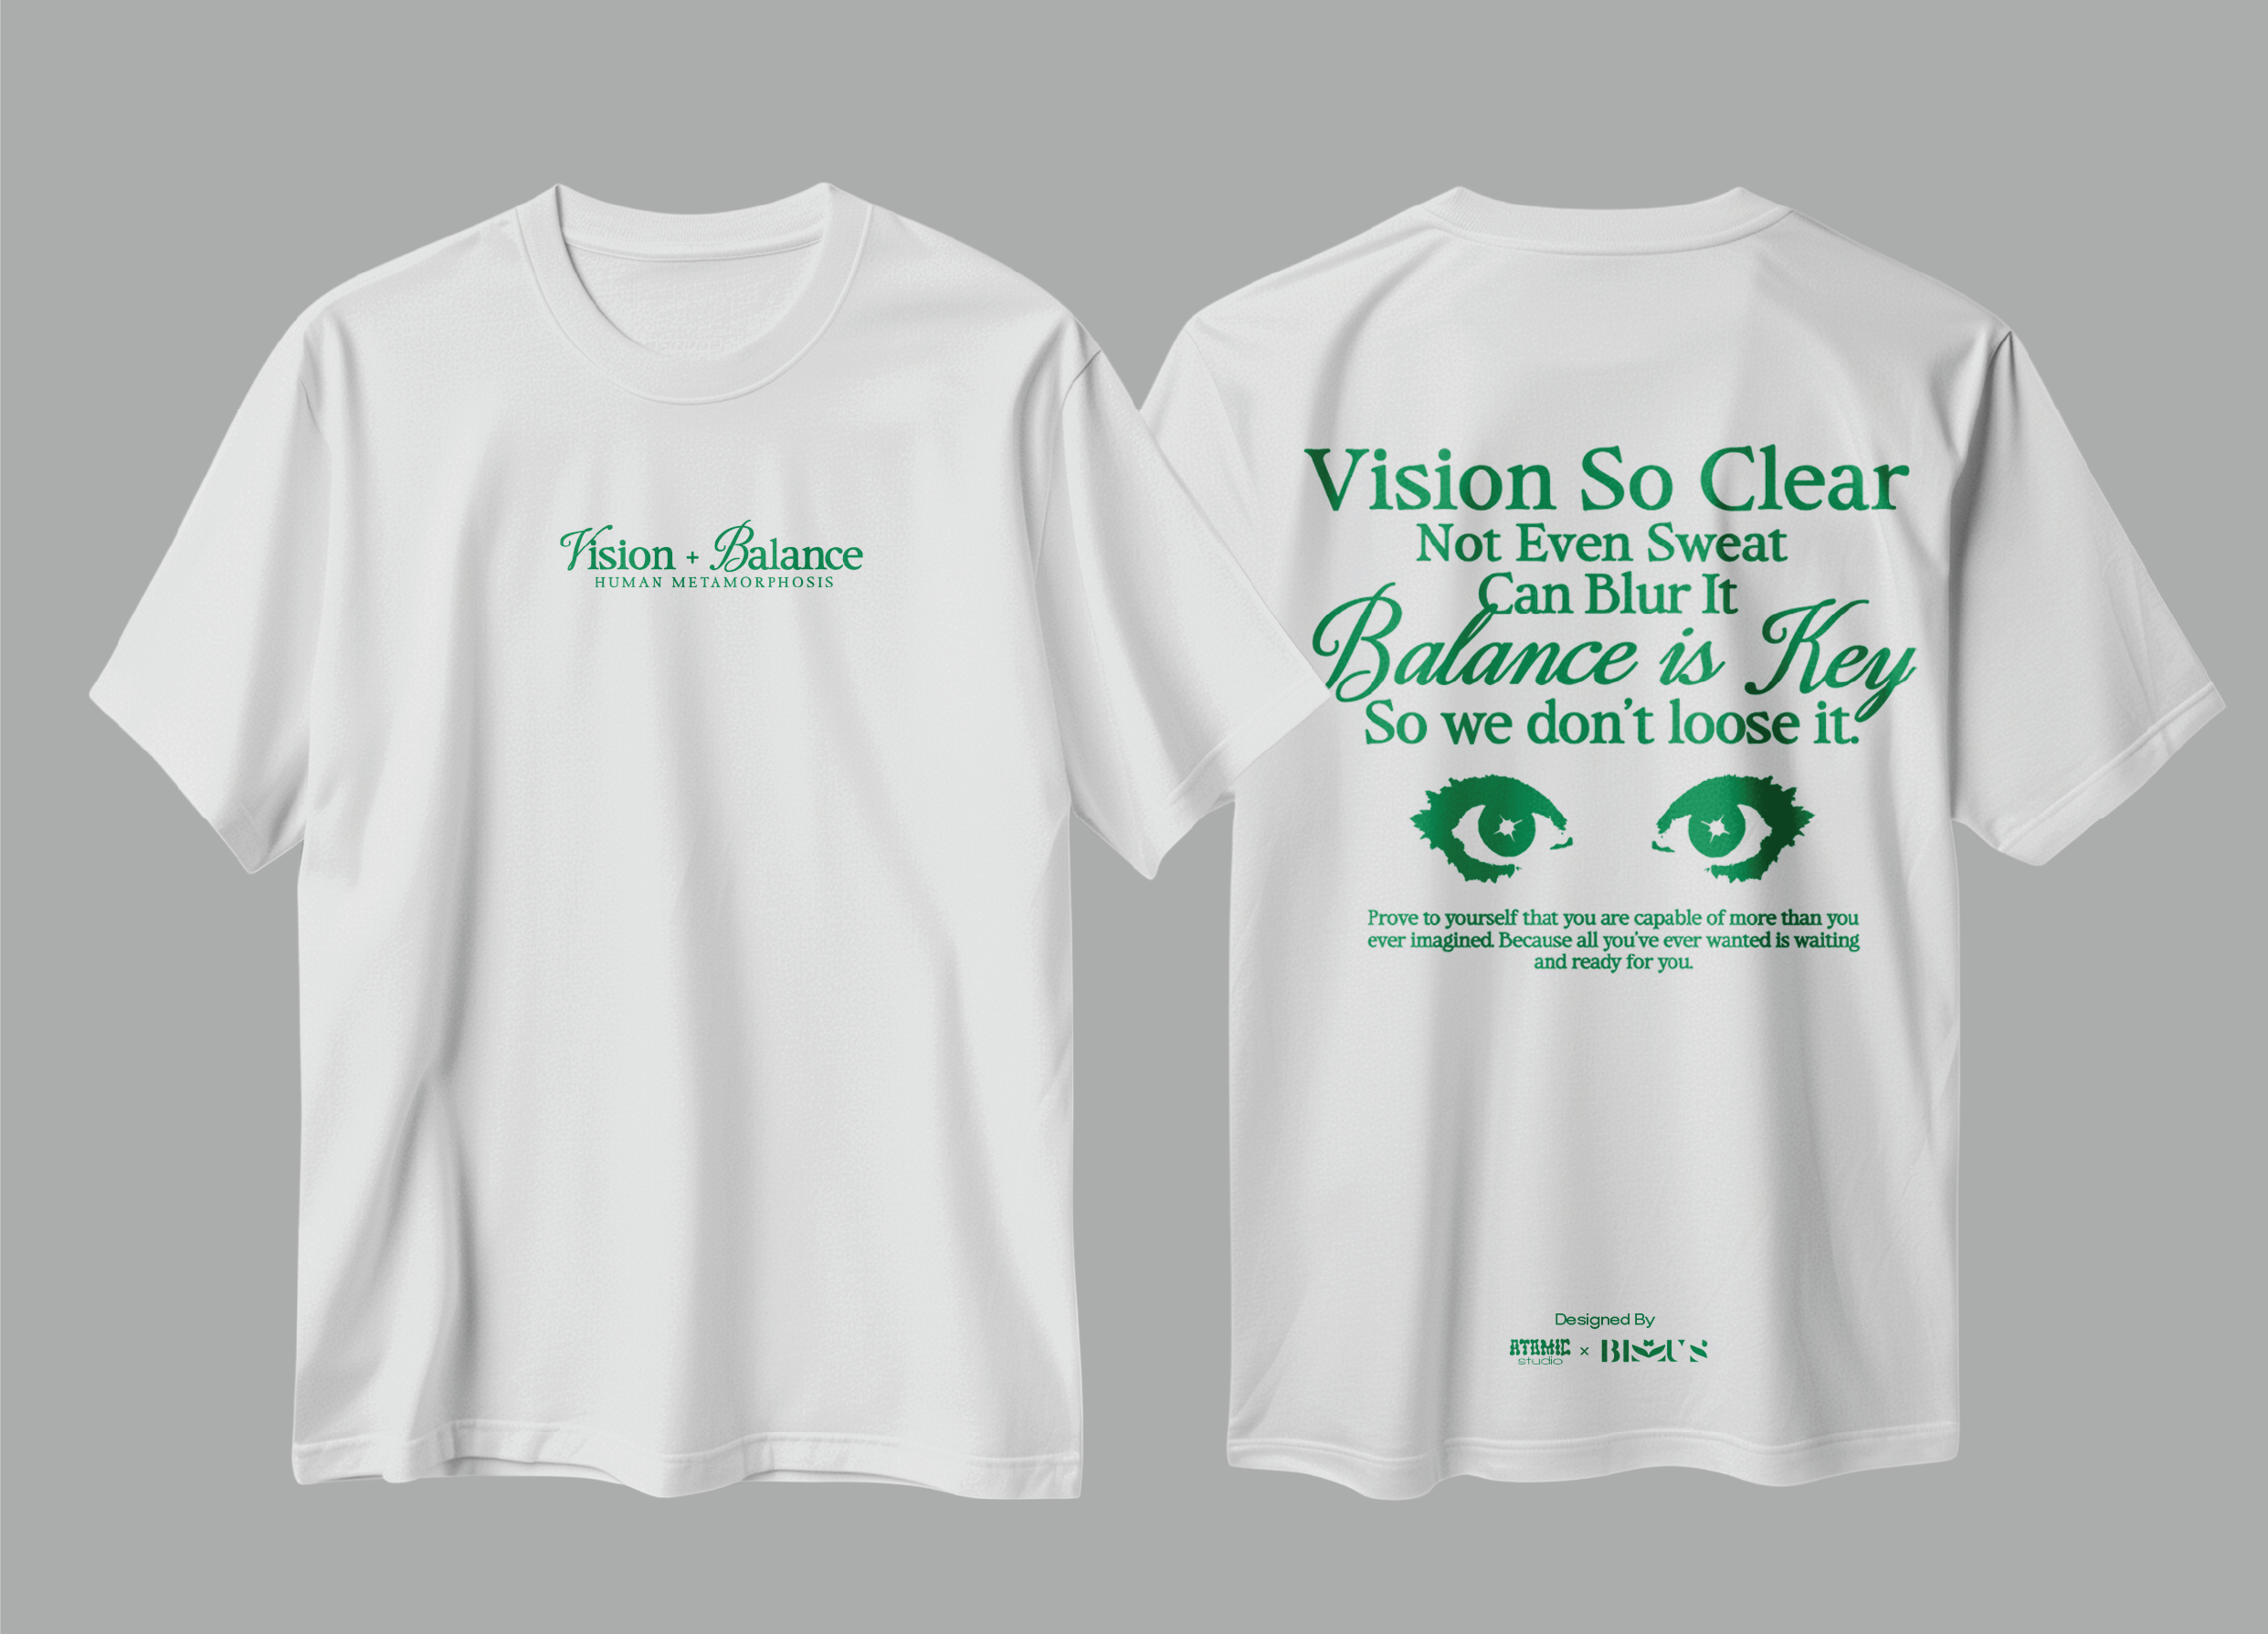 Vision + Balance
HUMAN METAMORPHOSIS
Vision So Clear
Not Even Sweat
Can Blur It
Balance is Key
So we don't loose it.
Prove to yourself that you are capable of more than you
ever imagined. Because all you've ever wanted is waiting
and ready for you.
Designed By
ATOMIC
studio ×